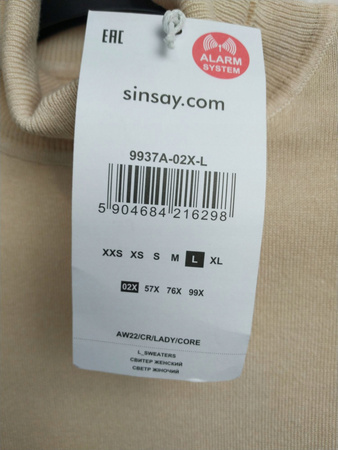 EAC
ALARM
SYSTEM
sinsay.com
9937A-02X-L
5 904684 216298
XXS XS S M L XL
02X 57X 76X 99X
AW22/CR/LADY/CORE
L_SWEATERS
СВИТЕР ЖЕНСКИЙ
СВЕТР ЖІНОЧИЙ